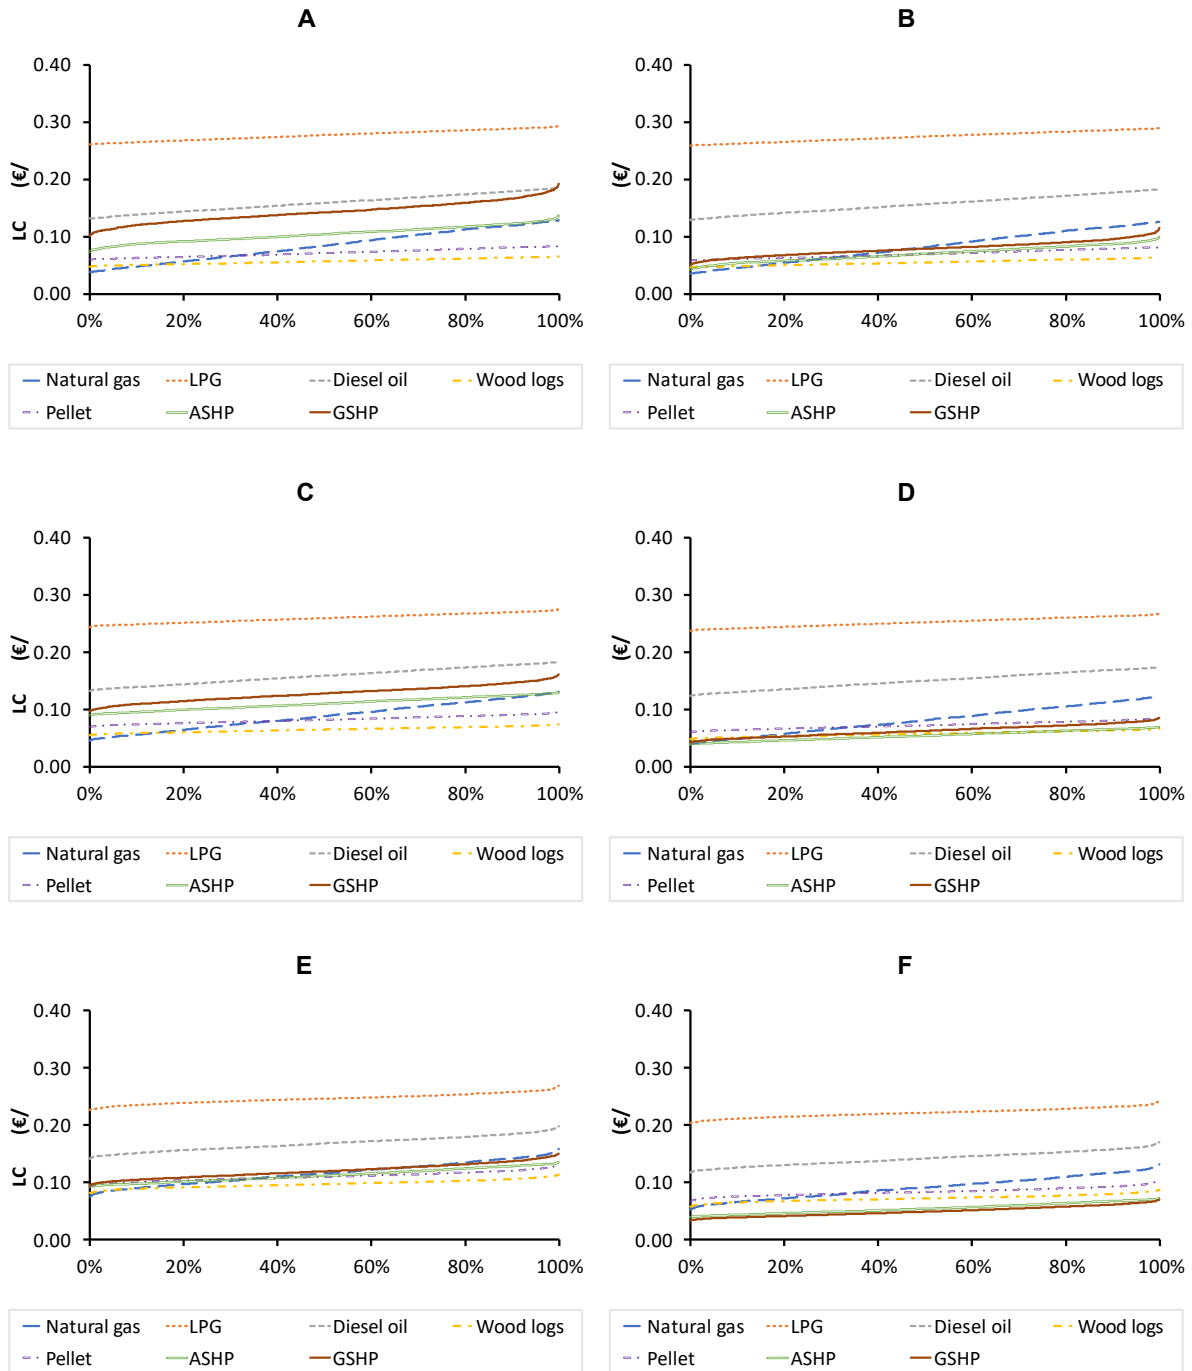 A
B
0.40
0.30
0.20
0.10
0.00
LC (€/
0% 20% 40% 60% 80% 100%
0.40
0.30
0.20
0.10
0.00
(€/
0% 20% 40% 60% 80% 100%
Natural gas LPG Diesel oil Wood logs
Pellet ASHP GSHP
Natural gas LPG Diesel oil Wood logs
Pellet ASHP GSHP
C
D
0.40
0.30
0.20
0.10
0.00
LC (€/
0% 20% 40% 60% 80% 100%
0.40
0.30
0.20
0.10
0.00
(€/
0% 20% 40% 60% 80% 100%
Natural gas LPG Diesel oil Wood logs
Pellet ASHP GSHP
Natural gas LPG Diesel oil Wood logs
Pellet ASHP GSHP
E
F
0.40
0.30
0.20
0.10
0.00
LC (€/
0% 20% 40% 60% 80% 100%
0.40
0.30
0.20
0.10
0.00
(€/
0% 20% 40% 60% 80% 100%
Natural gas LPG Diesel oil Wood logs
Pellet ASHP GSHP
Natural gas LPG Diesel oil Wood logs
Pellet ASHP GSHP